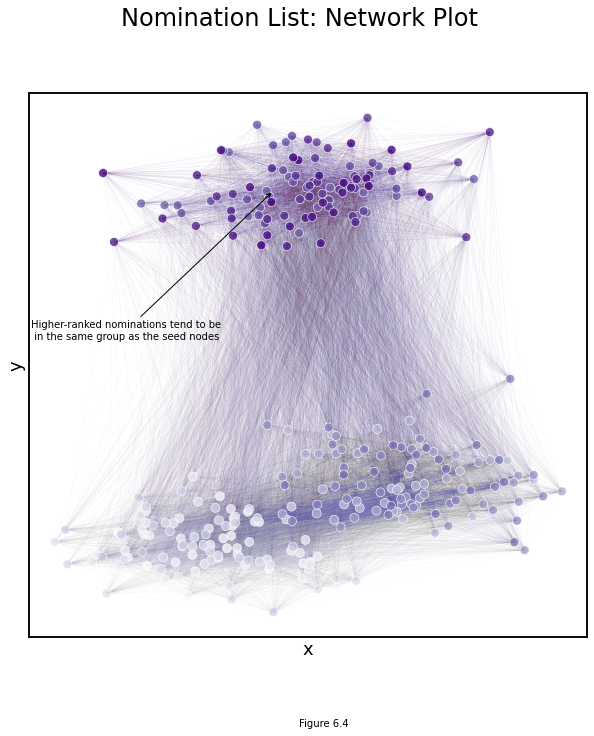 Nomination List: Network Plot
Higher-ranked nominations tend to be
in the same group as the seed nodes
y
x
Figure 6.4